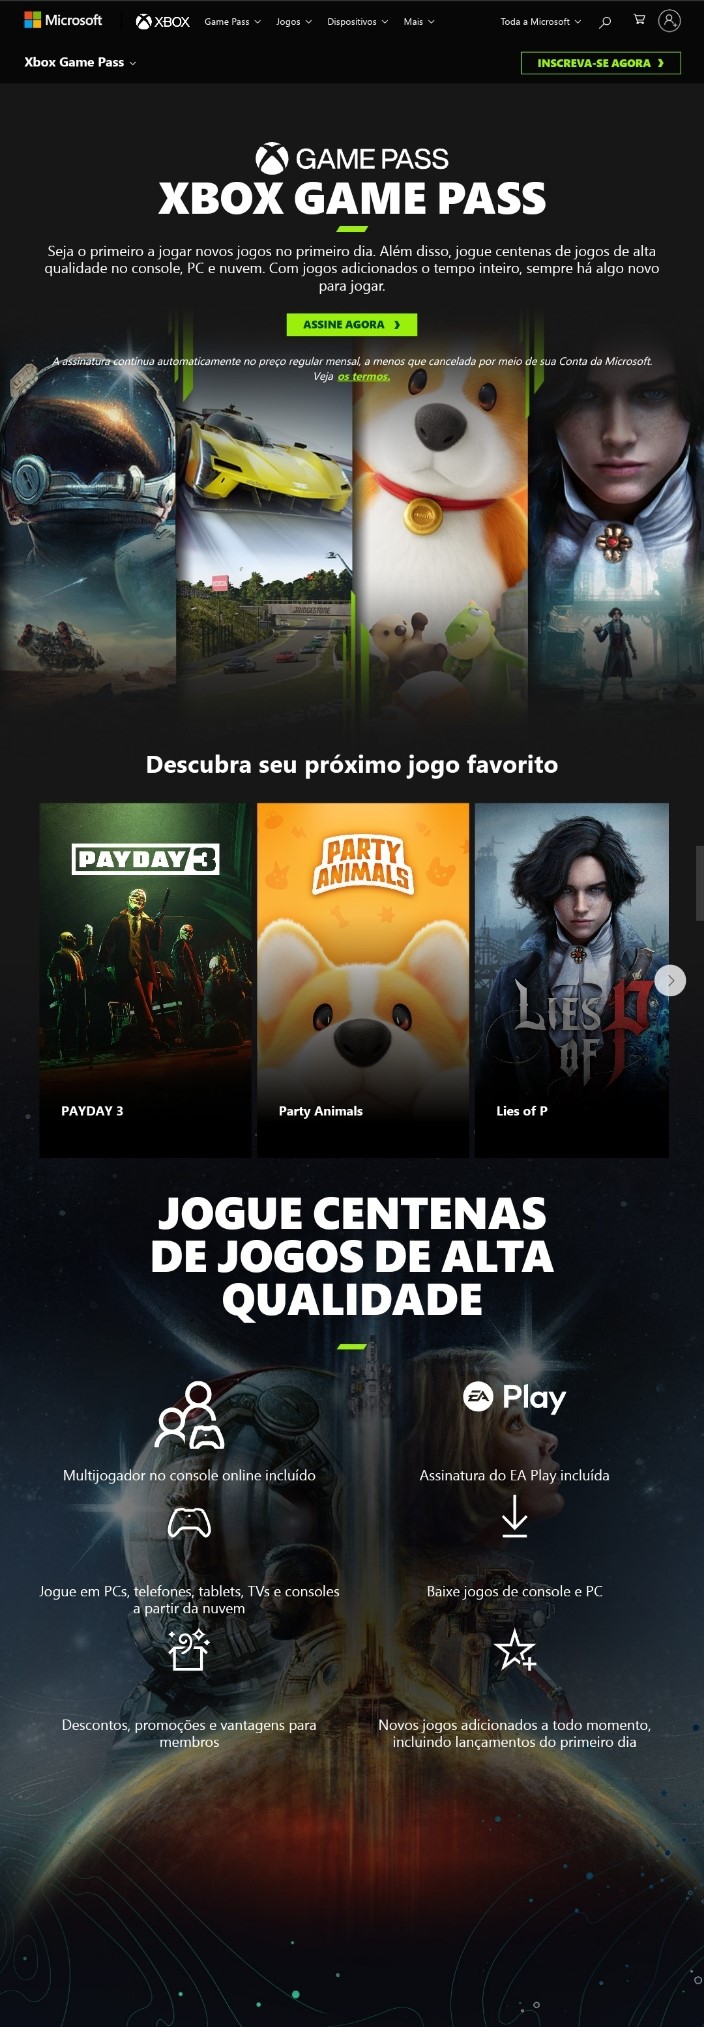 Microsoft
XBOX
Game Pass
Jogos
Dispositivos
Mais
Toda a Microsoft
Xbox Game Pass
INSCREVA-SE AGORA
GAME PASS
XBOX GAME PASS
Seja o primeiro a jogar novos jogos no primeiro dia. Além disso, jogue centenas de jogos de alta
qualidade no console, PC e nuvem. Com jogos adicionados o tempo inteiro, sempre há algo novo
para jogar.
ASSINE AGORA
A assinatura continua automaticamente no preço regular mensal, a menos que cancelada por meio de sua Conta da Microsoft.
Veja os termos.
BRIDGESTONE
Descubra seu próximo jogo favorito
PAYDAY 3
PARTY
ANIMALS
LIES
OF P
PAYDAY 3
Party Animals
Lies of P
JOGUE CENTENAS
DE JOGOS DE ALTA
QUALIDADE
EA Play
Multijogador no console online incluído
Assinatura do EA Play incluída
Jogue em PCs, telefones, tablets, TVs e consoles
a partir da nuvem
Baixe jogos de console e PC
Descontos, promoções e vantagens para
membros
Novos jogos adicionados a todo momento,
incluindo lançamentos do primeiro dia